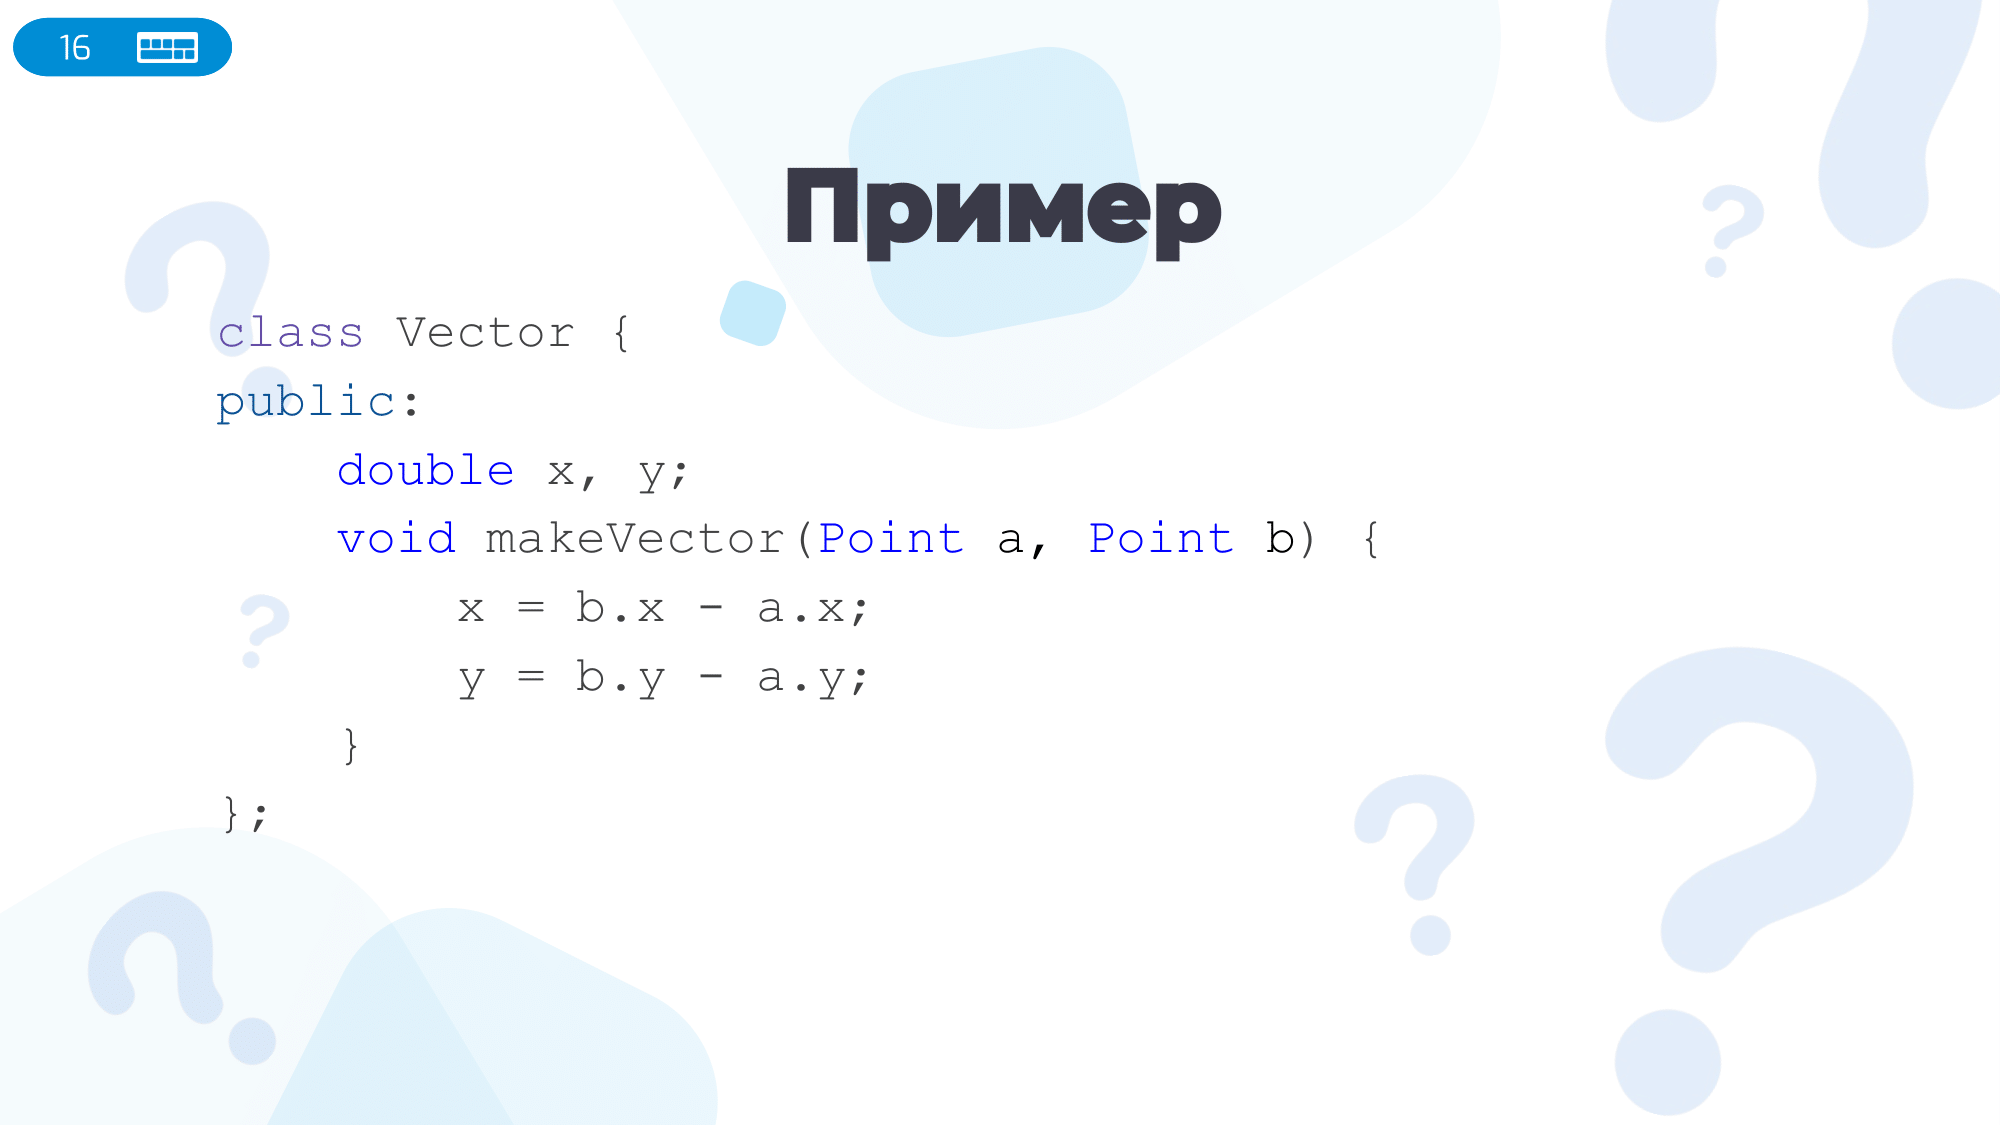 16
Пример
class Vector {
public:
    double x, y;
    void makeVector(Point a, Point b) {
        x = b.x - a.x;
        y = b.y - a.y;
    }
};